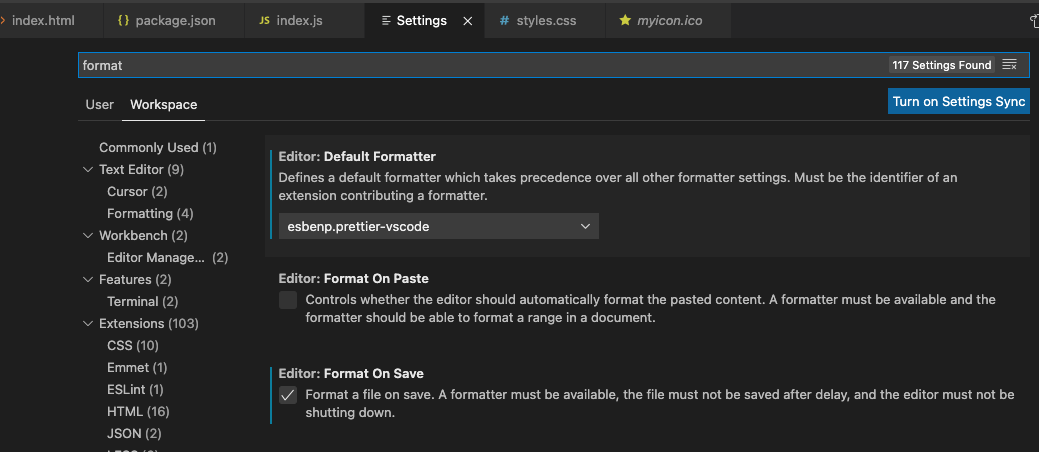 index.html {} package.json JS index.js Settings # styles.css myicon.ico
format 117 Settings Found
User Workspace Turn on Settings Sync
Commonly Used (1)
Text Editor (9)
Cursor (2)
Formatting (4)
Workbench (2)
Editor Manage... (2)
Features (2)
Terminal (2)
Extensions (103)
CSS (10)
Emmet (1)
ESLint (1)
HTML (16)
JSON (2)
Editor: Default Formatter
Defines a default formatter which takes precedence over all other formatter settings. Must be the identifier of an
extension contributing a formatter.
esbenp.prettier-vscode
Editor: Format On Paste
Controls whether the editor should automatically format the pasted content. A formatter must be available and the
formatter should be able to format a range in a document.
Editor: Format On Save
Format a file on save. A formatter must be available, the file must not be saved after delay, and the editor must not be
shutting down.